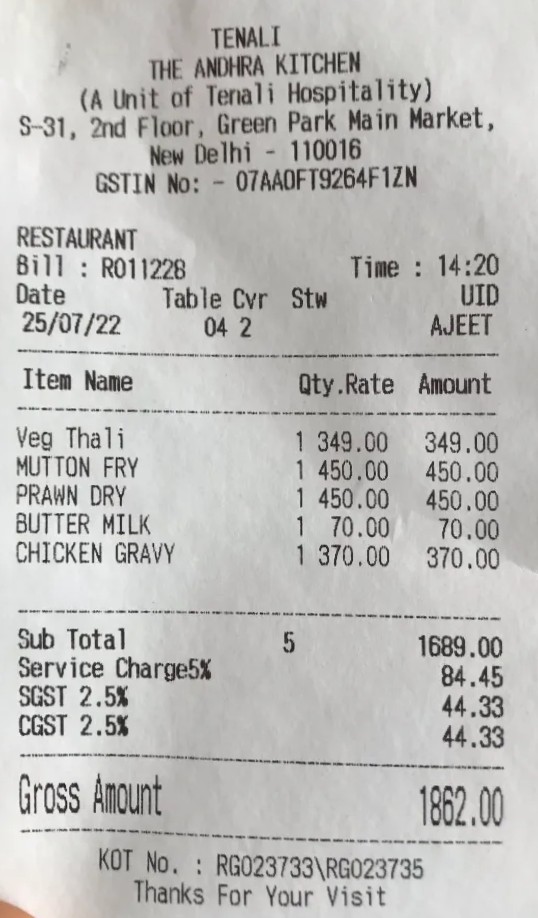 TENALI
THE ANDHRA KITCHEN
(A Unit of Tenali Hospitality)
S-31, 2nd Floor, Green Park Main Market,
New Delhi - 110016
GSTIN No: - 07AAOFT9264F1ZN
RESTAURANT
Bill : R011228 Time : 14:20
Date Table Cvr Stw UID
25/07/22 04 2 AJEET
Item Name Qty.Rate Amount
Veg Thali 1 349.00 349.00
MUTTON FRY 1 450.00 450.00
PRAWN DRY 1 450.00 450.00
BUTTER MILK 1 70.00 70.00
CHICKEN GRAVY 1 370.00 370.00
Sub Total 5 1689.00
Service Charge5% 84.45
SGST 2.5% 44.33
CGST 2.5% 44.33
Gross Amount 1862.00
KOT No. : RG023733\RG023735
Thanks For Your Visit